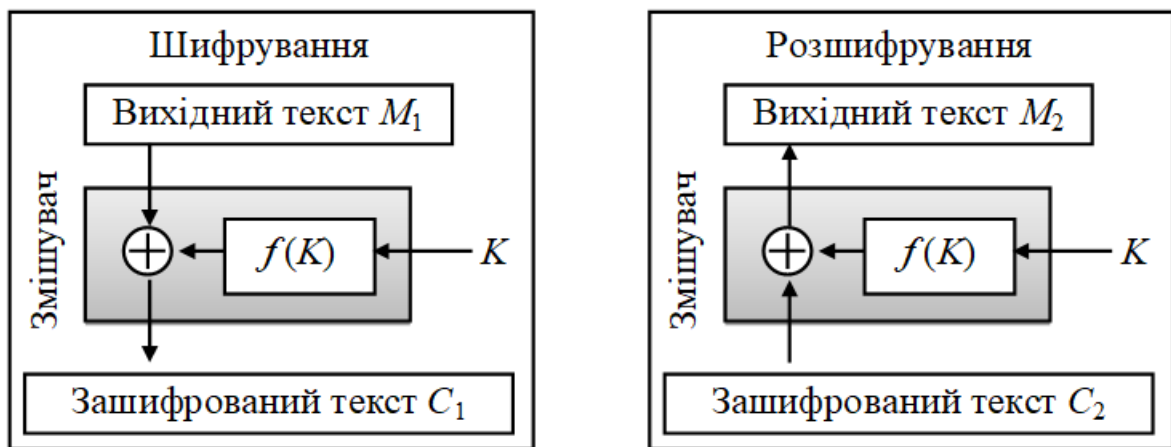 Шифрування
Вихідний текст M₁
Змішувач
f(K)
K
Зашифрований текст C₁
Розшифрування
Вихідний текст M₂
Змішувач
f(K)
K
Зашифрований текст C₂